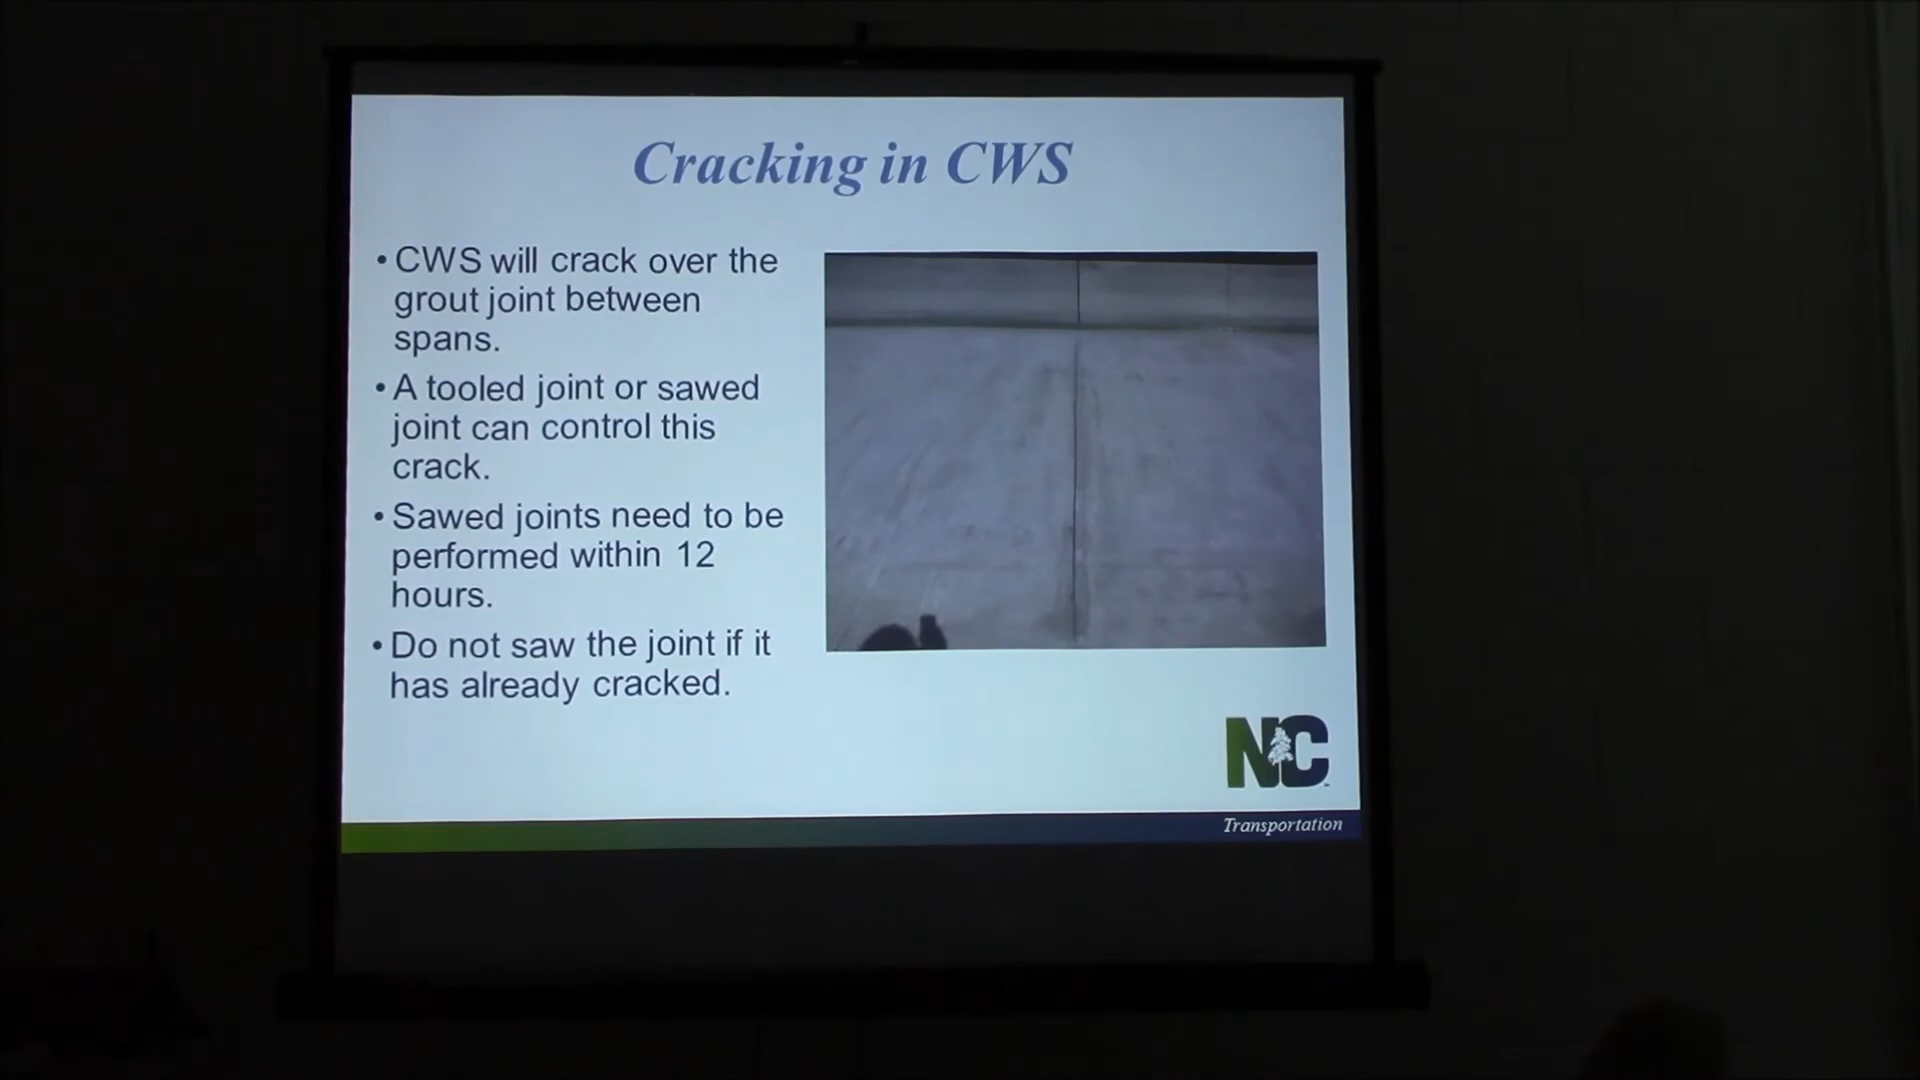 Cracking in CWS
• CWS will crack over the
grout joint between
spans.
• A tooled joint or sawed
joint can control this
crack.
• Sawed joints need to be
performed within 12
hours.
• Do not saw the joint if it
has already cracked.
NC
Transportation